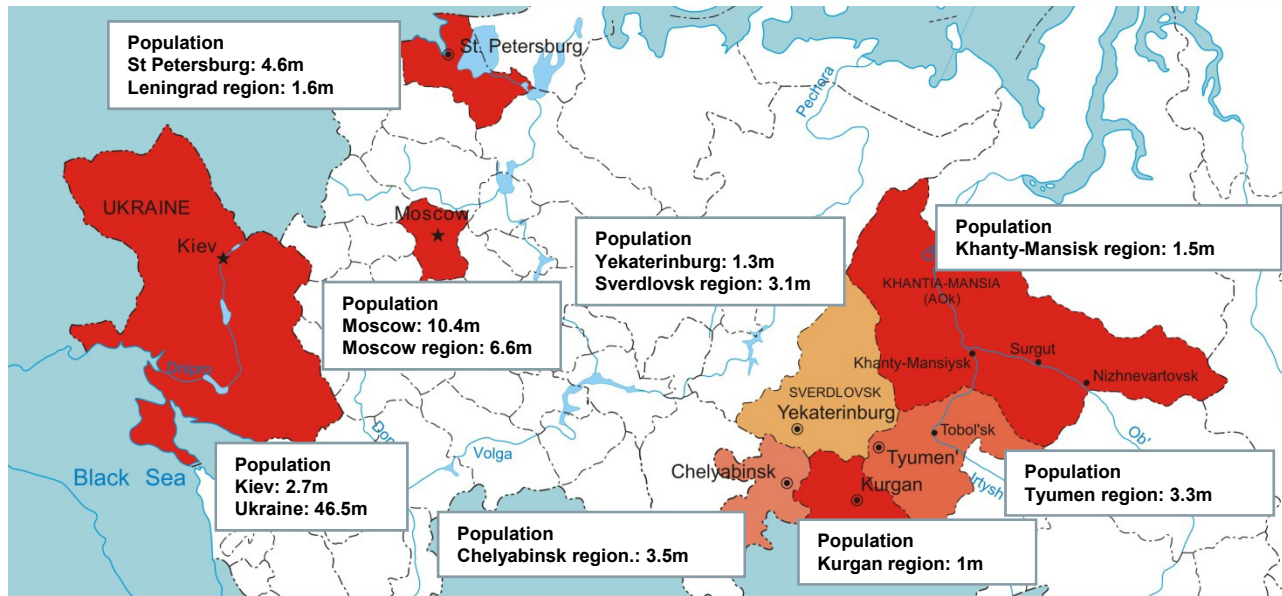 Population
St Petersburg: 4.6m
Leningrad region: 1.6m
St. Petersburg
Pechora
UKRAINE
Kiev
Moscow
Population
Moscow: 10.4m
Moscow region: 6.6m
Population
Yekaterinburg: 1.3m
Sverdlovsk region: 3.1m
Population
Khanty-Mansisk region: 1.5m
KHANTIA-MANSIA
(AOk)
Khanty-Mansiysk
Surgut
Nizhnevartovsk
Dnipro
SVERDLOVSK
Yekaterinburg
Tobol'sk
Ob'
Black Sea
Volga
Chelyabinsk
Tyumen'
Kurgan
Irtysh
Population
Kiev: 2.7m
Ukraine: 46.5m
Population
Chelyabinsk region.: 3.5m
Population
Kurgan region: 1m
Population
Tyumen region: 3.3m